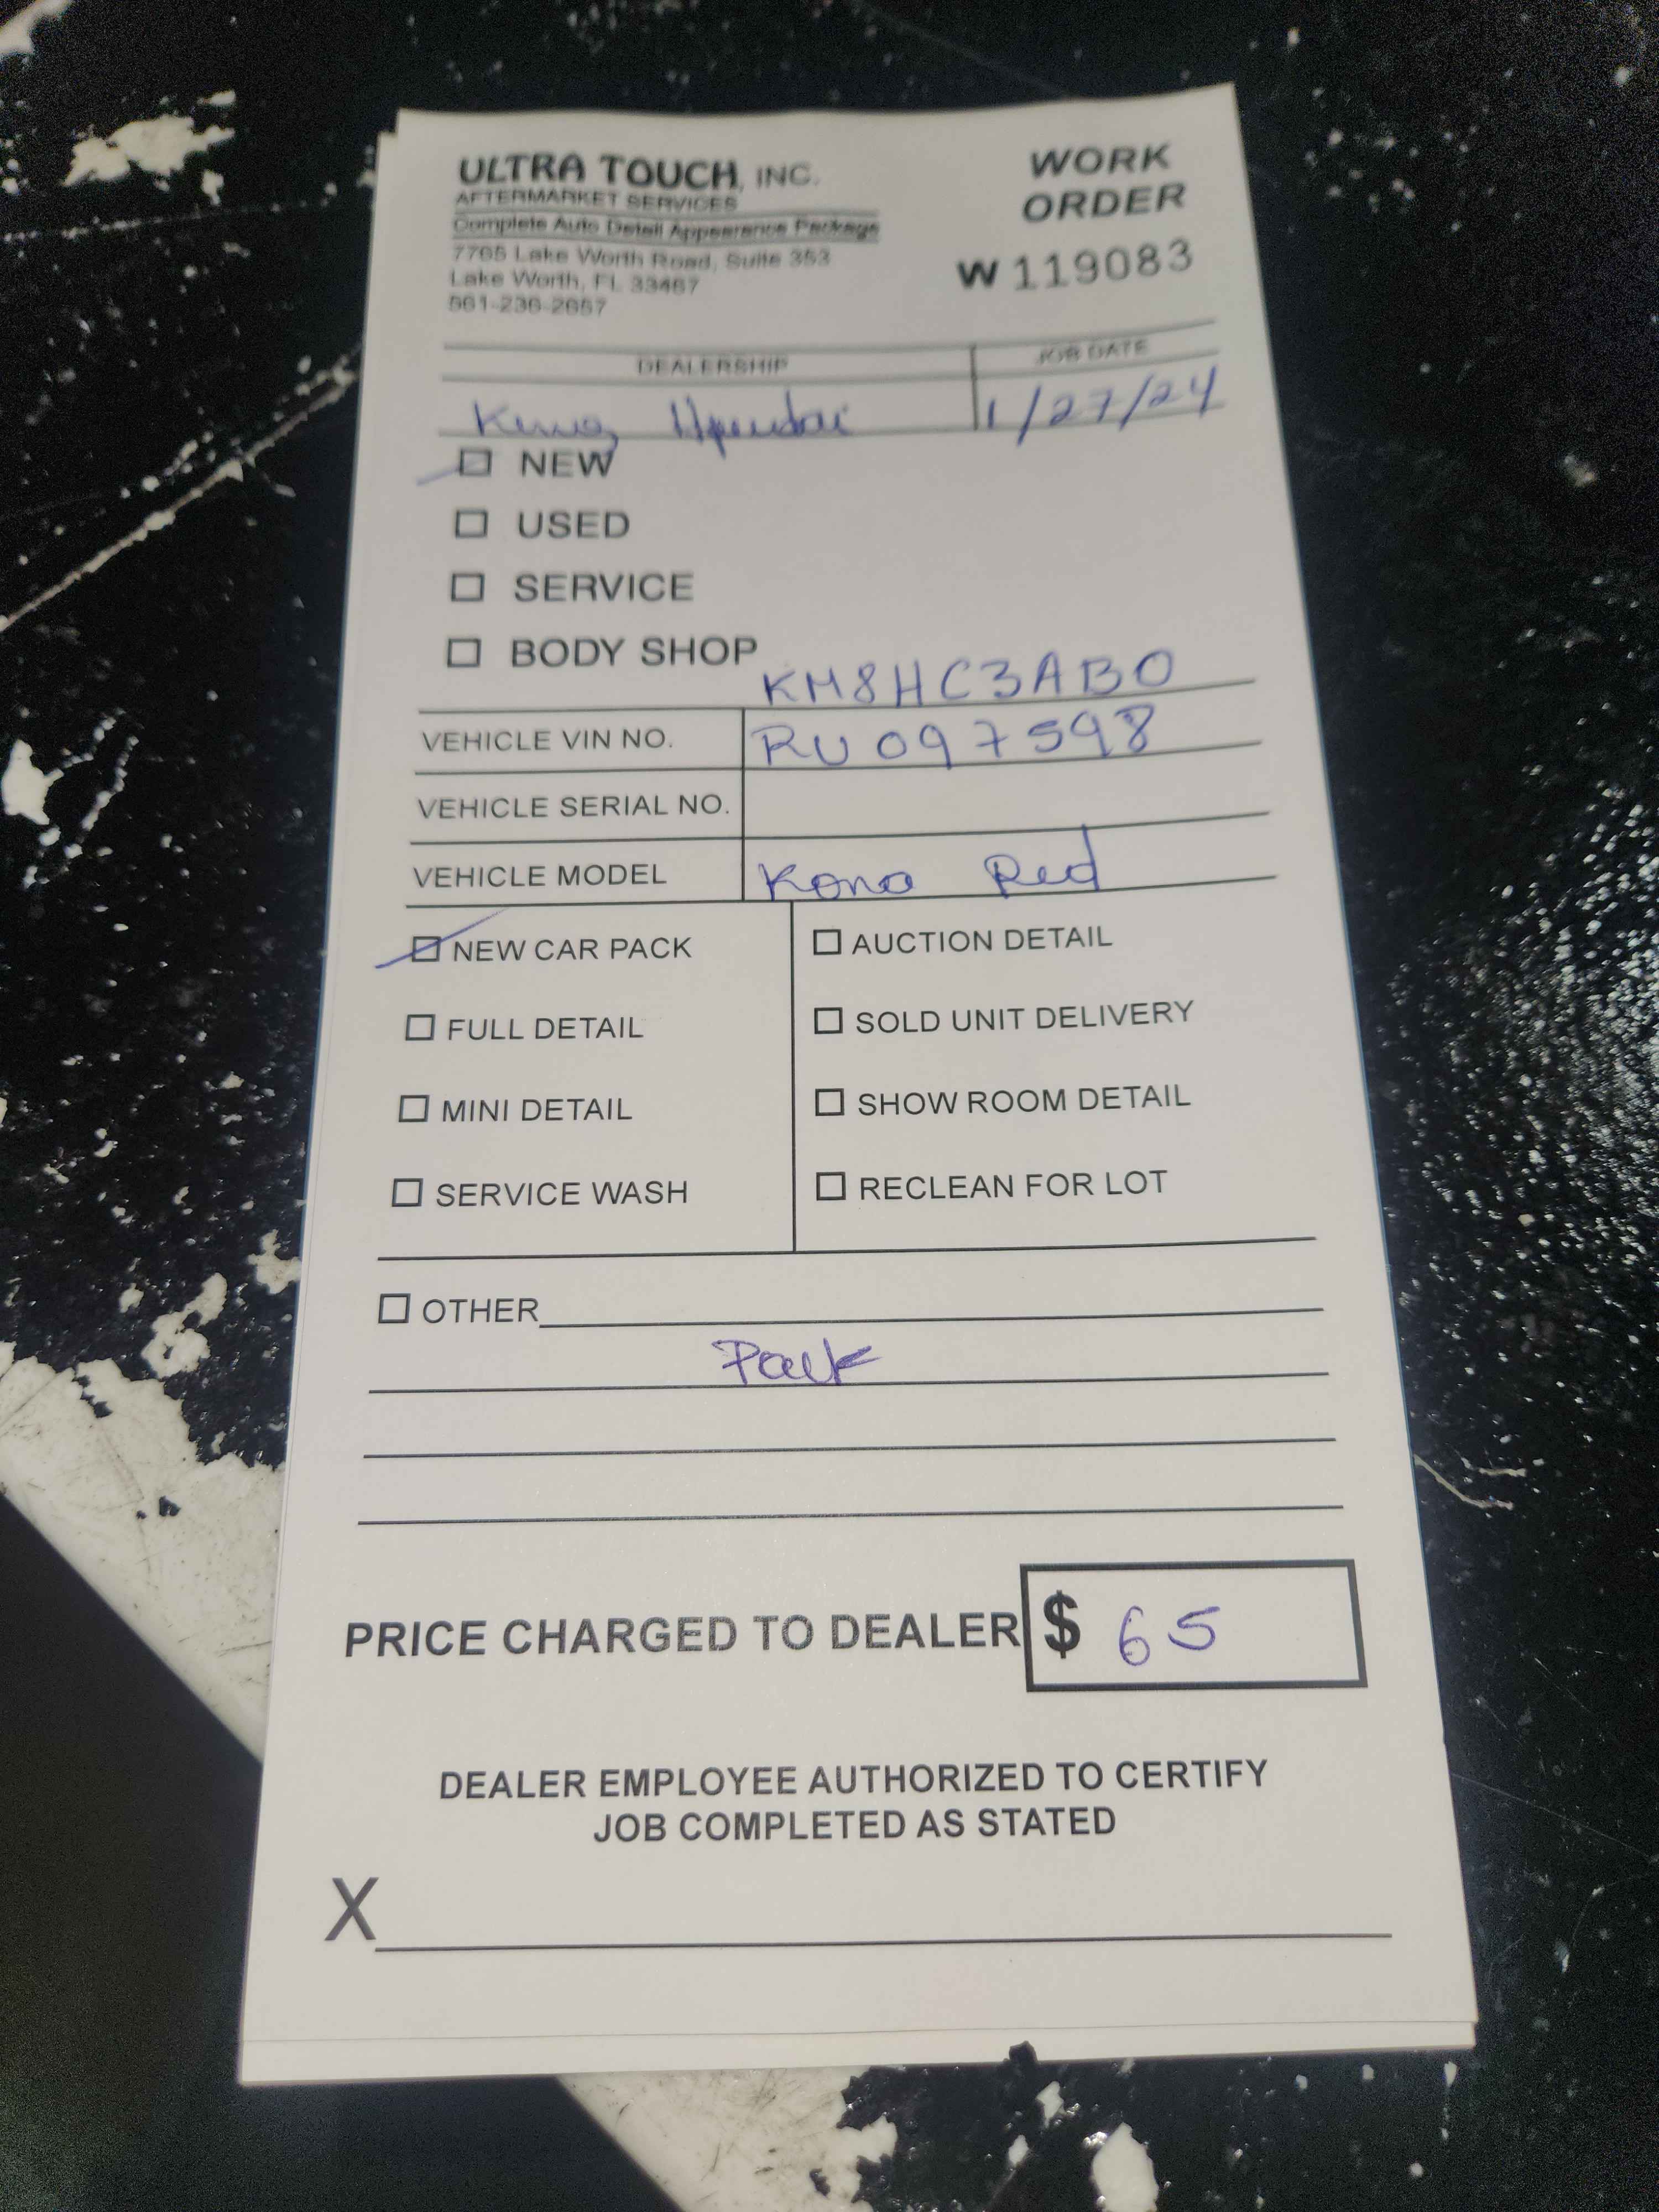 ULTRA TOUCH, INC.
AFTERMARKET SERVICES
Complete Auto Detail Appearance Package
7765 Lake Worth Road, Suite 353
Lake Worth, FL 33467
561-236-2657
WORK
ORDER
W 119083
DEALERSHIP
JOB DATE
King Hyundai
1/27/24
NEW
USED
SERVICE
BODY SHOP
KM8HC3AB0
VEHICLE VIN NO. RU097598
VEHICLE SERIAL NO.
VEHICLE MODEL Kona Red
NEW CAR PACK
AUCTION DETAIL
FULL DETAIL
SOLD UNIT DELIVERY
MINI DETAIL
SHOW ROOM DETAIL
SERVICE WASH
RECLEAN FOR LOT
OTHER
Pack
PRICE CHARGED TO DEALER $ 65
DEALER EMPLOYEE AUTHORIZED TO CERTIFY
JOB COMPLETED AS STATED
X